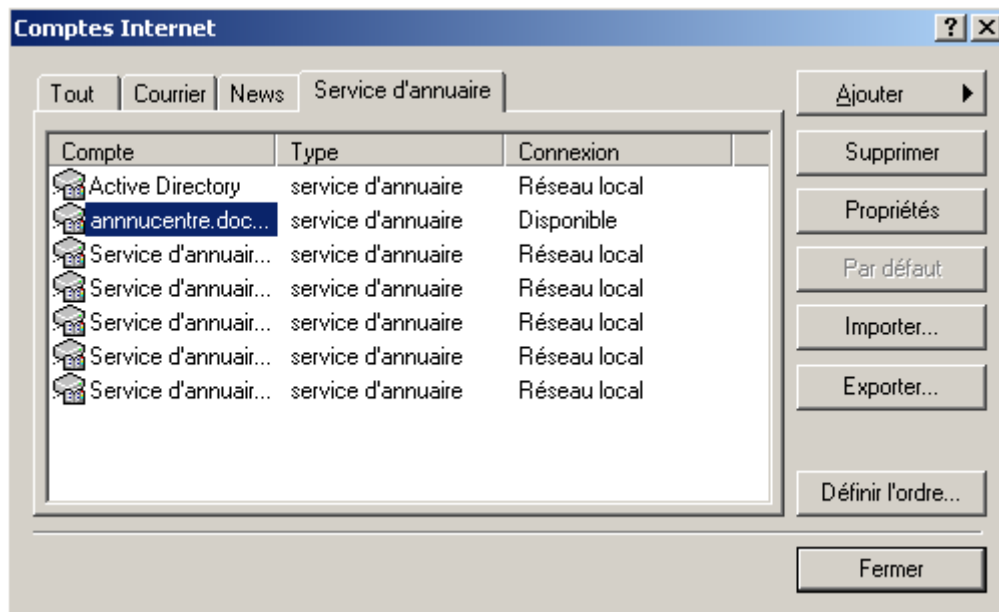 Comptes Internet
Tout Courrier News Service d'annuaire
Ajouter
Compte Type Connexion
Supprimer
Active Directory service d'annuaire Réseau local
annnucentre.doc... service d'annuaire Disponible
Propriétés
Service d'annuair... service d'annuaire Réseau local
Par défaut
Service d'annuair... service d'annuaire Réseau local
Service d'annuair... service d'annuaire Réseau local
Importer...
Service d'annuair... service d'annuaire Réseau local
Service d'annuair... service d'annuaire Réseau local
Exporter...
Définir l'ordre...
Fermer